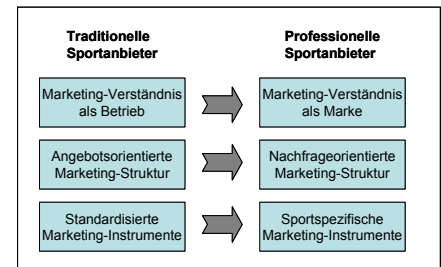 Traditionelle
Sportanbieter
Professionelle
Sportanbieter
Marketing-Verständnis
als Betrieb
Marketing-Verständnis
als Marke
Angebotsorientierte
Marketing-Struktur
Nachfrageorientierte
Marketing-Struktur
Standardisierte
Marketing-Instrumente
Sportspezifische
Marketing-Instrumente